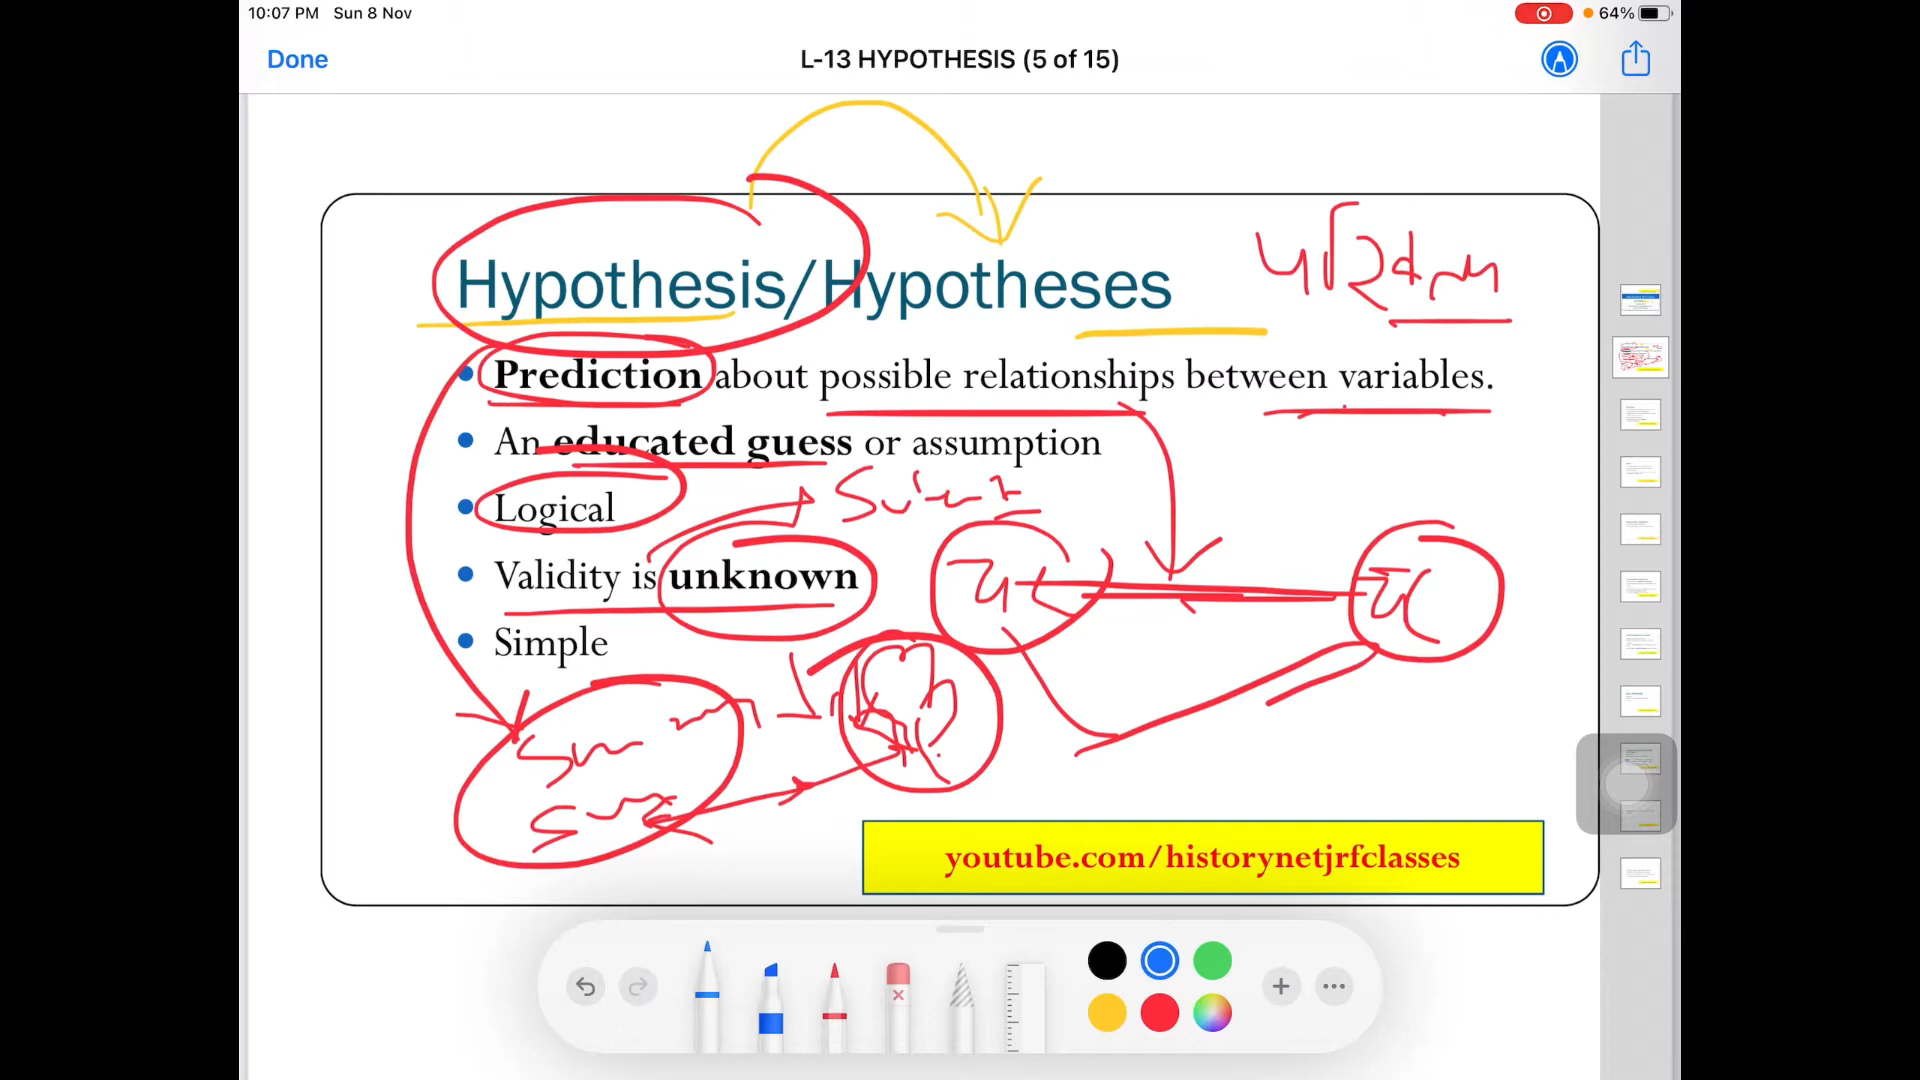 10:07 PM Sun 8 Nov 64%
Done L-13 HYPOTHESIS (5 of 15)
Hypothesis/Hypotheses
• Prediction about possible relationships between variables.
• An educated guess or assumption
• Logical
• Validity is unknown
• Simple
youtube.com/historynetjrfclasses